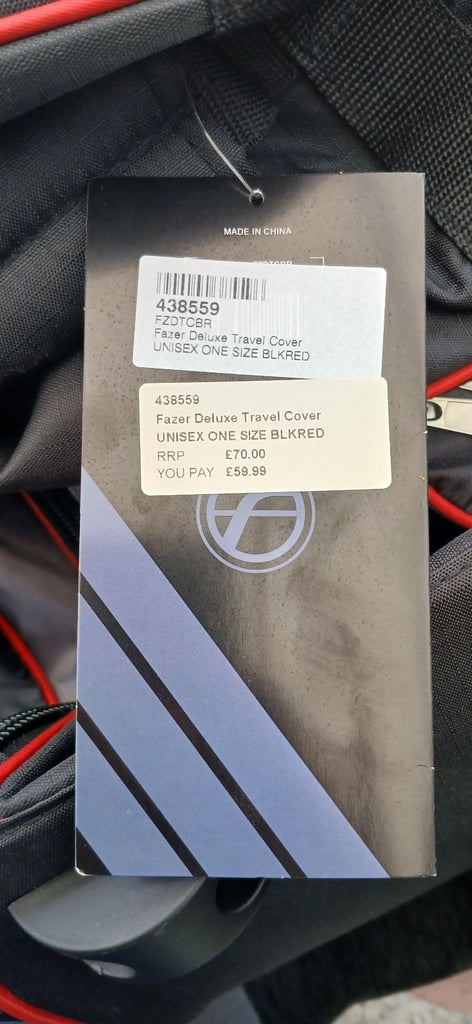 MADE IN CHINA
438559
FZDTCBR
Fazer Deluxe Travel Cover
UNISEX ONE SIZE BLKRED
438559
Fazer Deluxe Travel Cover
UNISEX ONE SIZE BLKRED
RRP £70.00
YOU PAY £59.99